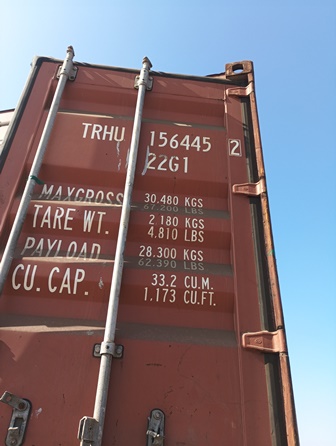 TRHU 156445 2
22G1
MAXGROSS 30.480 KGS
67.200 LBS
TARE WT. 2.180 KGS
4.810 LBS
PAYLOAD 28.300 KGS
62.390 LBS
CU. CAP. 33.2 CU.M.
1.173 CU.FT.